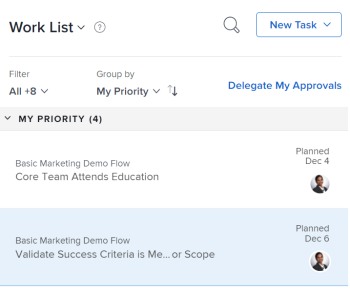 Work List ?
New Task
Filter
Group by
All +8
My Priority
Delegate My Approvals
MY PRIORITY (4)
Planned
Dec 4
Basic Marketing Demo Flow
Core Team Attends Education
Planned
Dec 6
Basic Marketing Demo Flow
Validate Success Criteria is Me... or Scope